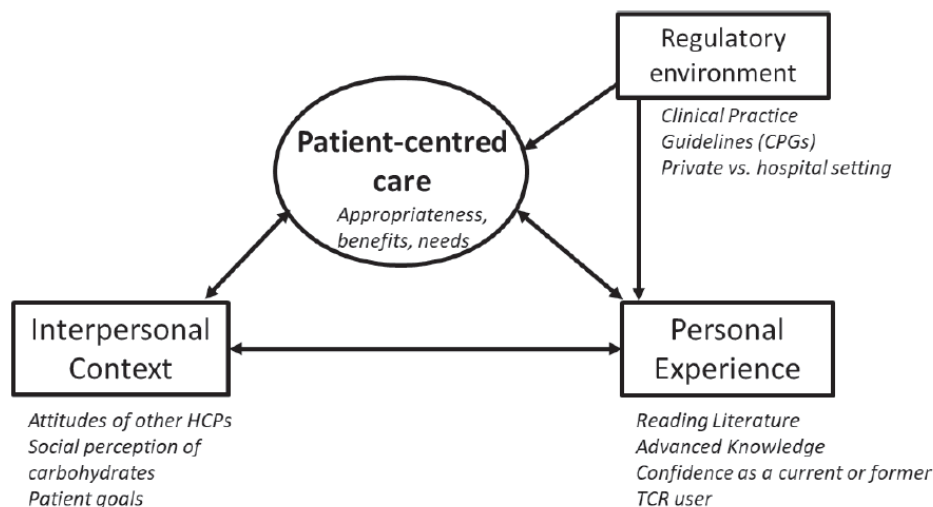 Regulatory
environment
Clinical Practice
Guidelines (CPGs)
Private vs. hospital setting
Patient-centred
care
Appropriateness,
benefits, needs
Interpersonal
Context
Attitudes of other HCPs
Social perception of
carbohydrates
Patient goals
Personal
Experience
Reading Literature
Advanced Knowledge
Confidence as a current or former
TCR user